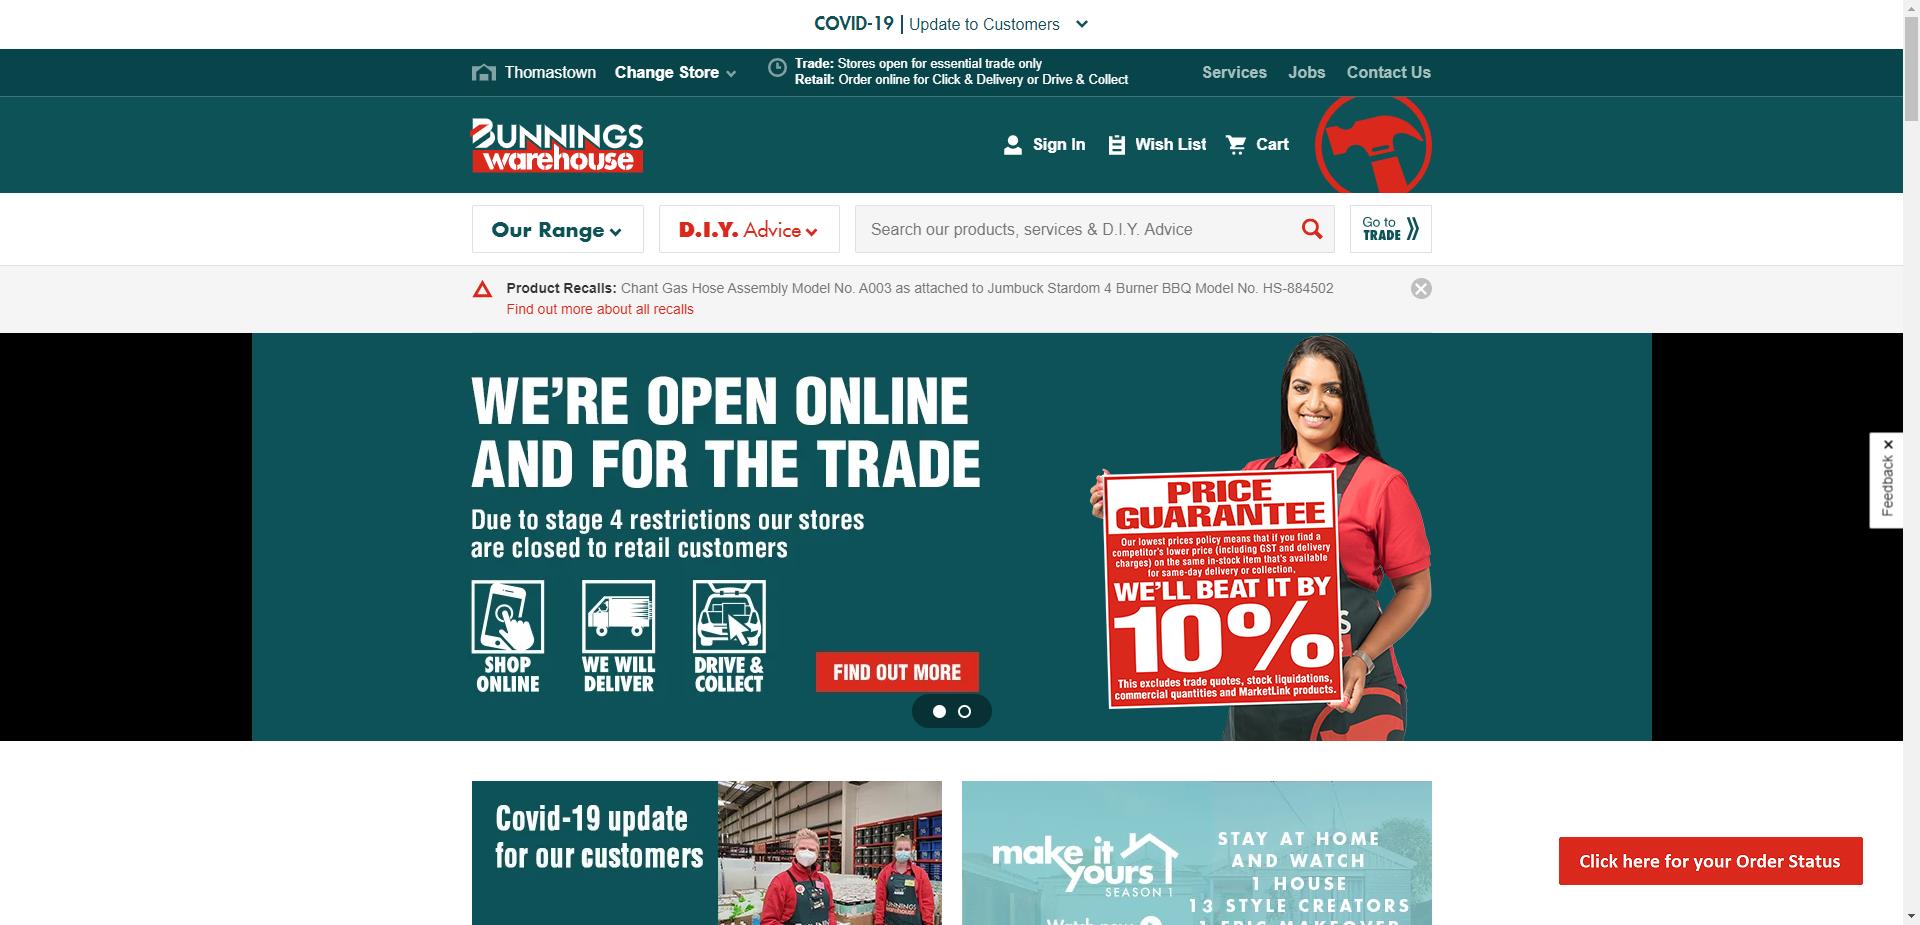 COVID-19 | Update to Customers
Thomastown Change Store
Trade: Stores open for essential trade only
Retail: Order online for Click & Delivery or Drive & Collect
Services Jobs Contact Us
BUNNINGS
warehouse
Sign In Wish List Cart
Our Range
D.I.Y. Advice
Search our products, services & D.I.Y. Advice
Go to
TRADE
Product Recalls: Chant Gas Hose Assembly Model No. A003 as attached to Jumbuck Stardom 4 Burner BBQ Model No. HS-884502
Find out more about all recalls
WE'RE OPEN ONLINE
AND FOR THE TRADE
Due to stage 4 restrictions our stores
are closed to retail customers
SHOP
ONLINE
WE WILL
DELIVER
DRIVE &
COLLECT
FIND OUT MORE
PRICE
GUARANTEE
Our lowest prices policy means that if you find a
competitor's lower price (including GST and delivery
charges) on the same in-stock item that's available
for same-day delivery or collection,
WE'LL BEAT IT BY
10%
This excludes trade quotes, stock liquidations,
commercial quantities and MarketLink products.
Feedback
Covid-19 update
for our customers
BUNNINGS
warehouse
make it
yours
SEASON 1
Watch now
STAY AT HOME
AND WATCH
1 HOUSE
13 STYLE CREATORS
1 EPIC MAKEOVER
Click here for your Order Status